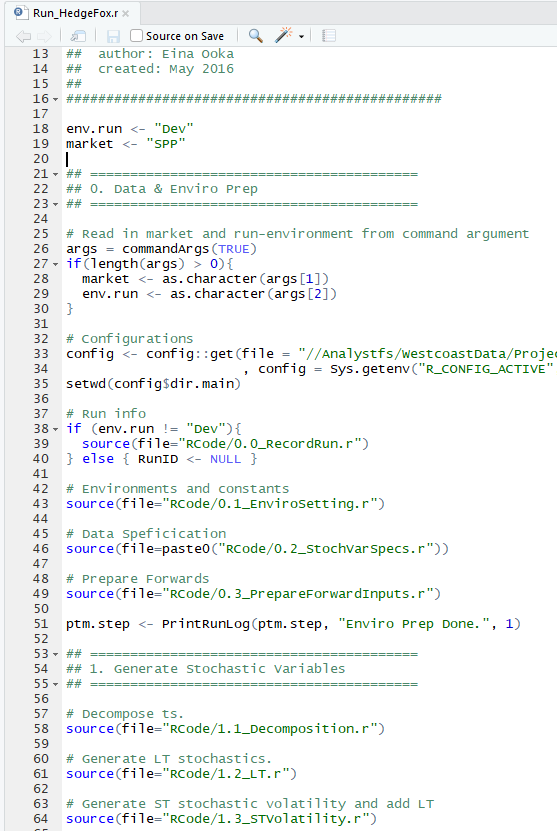 Run_HedgeFox.r
Source on Save
13 ## author: Eina Ooka
14 ## created: May 2016
15 ##
16 ###############################################
17
18 env.run <- "Dev"
19 market <- "SPP"
20
21 ## =========================================
22 ## 0. Data & Enviro Prep
23 ## =========================================
24
25 # Read in market and run-environment from command argument
26 args = commandArgs(TRUE)
27 if(length(args) > 0){
28 market <- as.character(args[1])
29 env.run <- as.character(args[2])
30 }
31
32 # Configurations
33 config <- config::get(file = "//Analystfs/WestcoastData/Projec
34 , config = Sys.getenv("R_CONFIG_ACTIVE"
35 setwd(config$dir.main)
36
37 # Run info
38 if (env.run != "Dev"){
39 source(file="RCode/0.0_RecordRun.r")
40 } else { RunID <- NULL }
41
42 # Environments and constants
43 source(file="RCode/0.1_EnviroSetting.r")
44
45 # Data Speficication
46 source(file=paste0("RCode/0.2_StochVarSpecs.r"))
47
48 # Prepare Forwards
49 source(file="RCode/0.3_PrepareForwardInputs.r")
50
51 ptm.step <- PrintRunLog(ptm.step, "Enviro Prep Done.", 1)
52
53 ## =========================================
54 ## 1. Generate Stochastic Variables
55 ## =========================================
56
57 # Decompose ts.
58 source(file="RCode/1.1_Decomposition.r")
59
60 # Generate LT stochastics.
61 source(file="RCode/1.2_LT.r")
62
63 # Generate ST stochastic volatility and add LT
64 source(file="RCode/1.3_STVolatility.r")